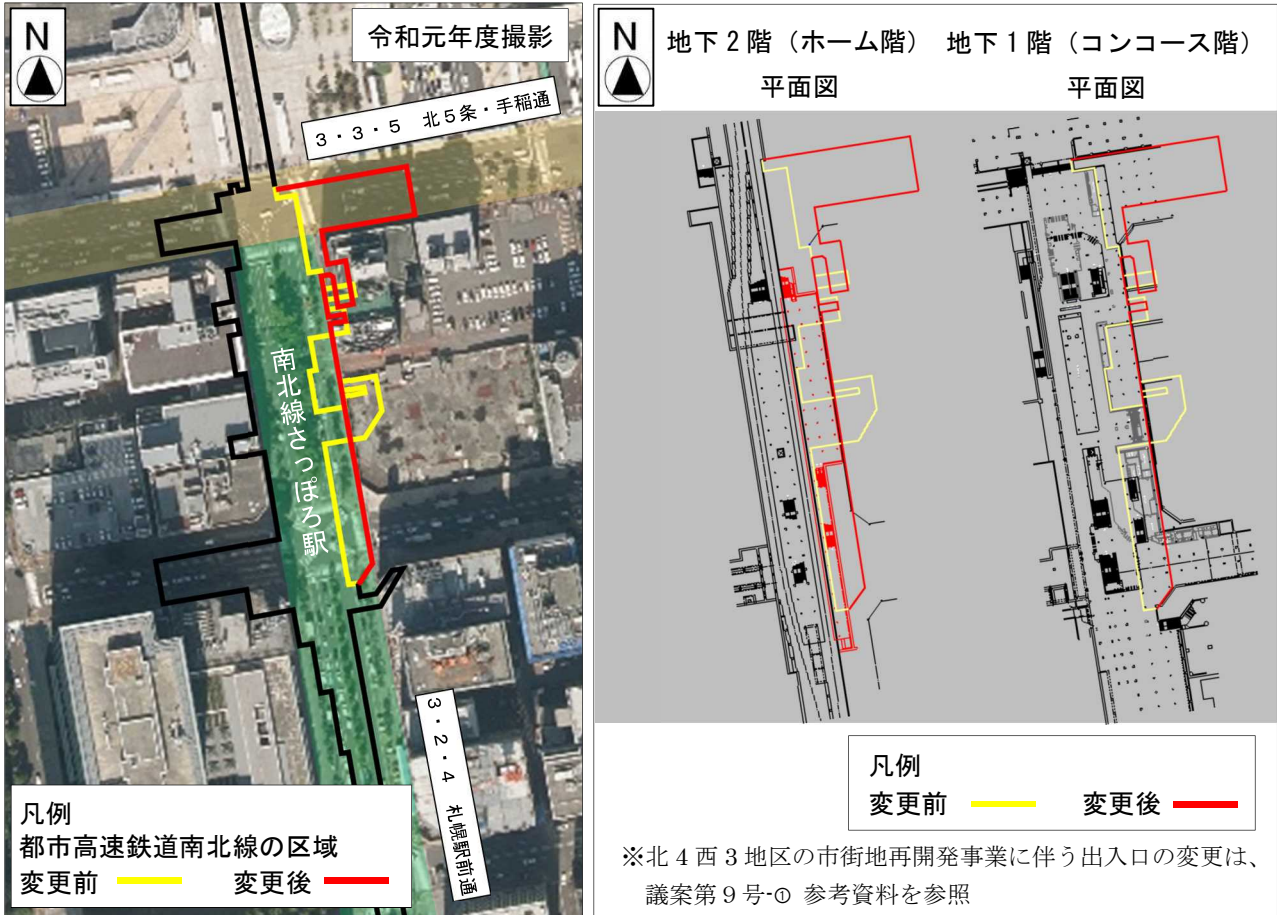 N
令和元年度撮影
3・3・5 北5条・手稲通
南北線さっぽろ駅
3・2・4 札幌駅前通
凡例
都市高速鉄道南北線の区域
変更前 変更後
N
地下2階(ホーム階) 地下1階(コンコース階)
平面図 平面図
凡例
変更前 変更後
※北4西3地区の市街地再開発事業に伴う出入口の変更は、
議案第9号-① 参考資料を参照